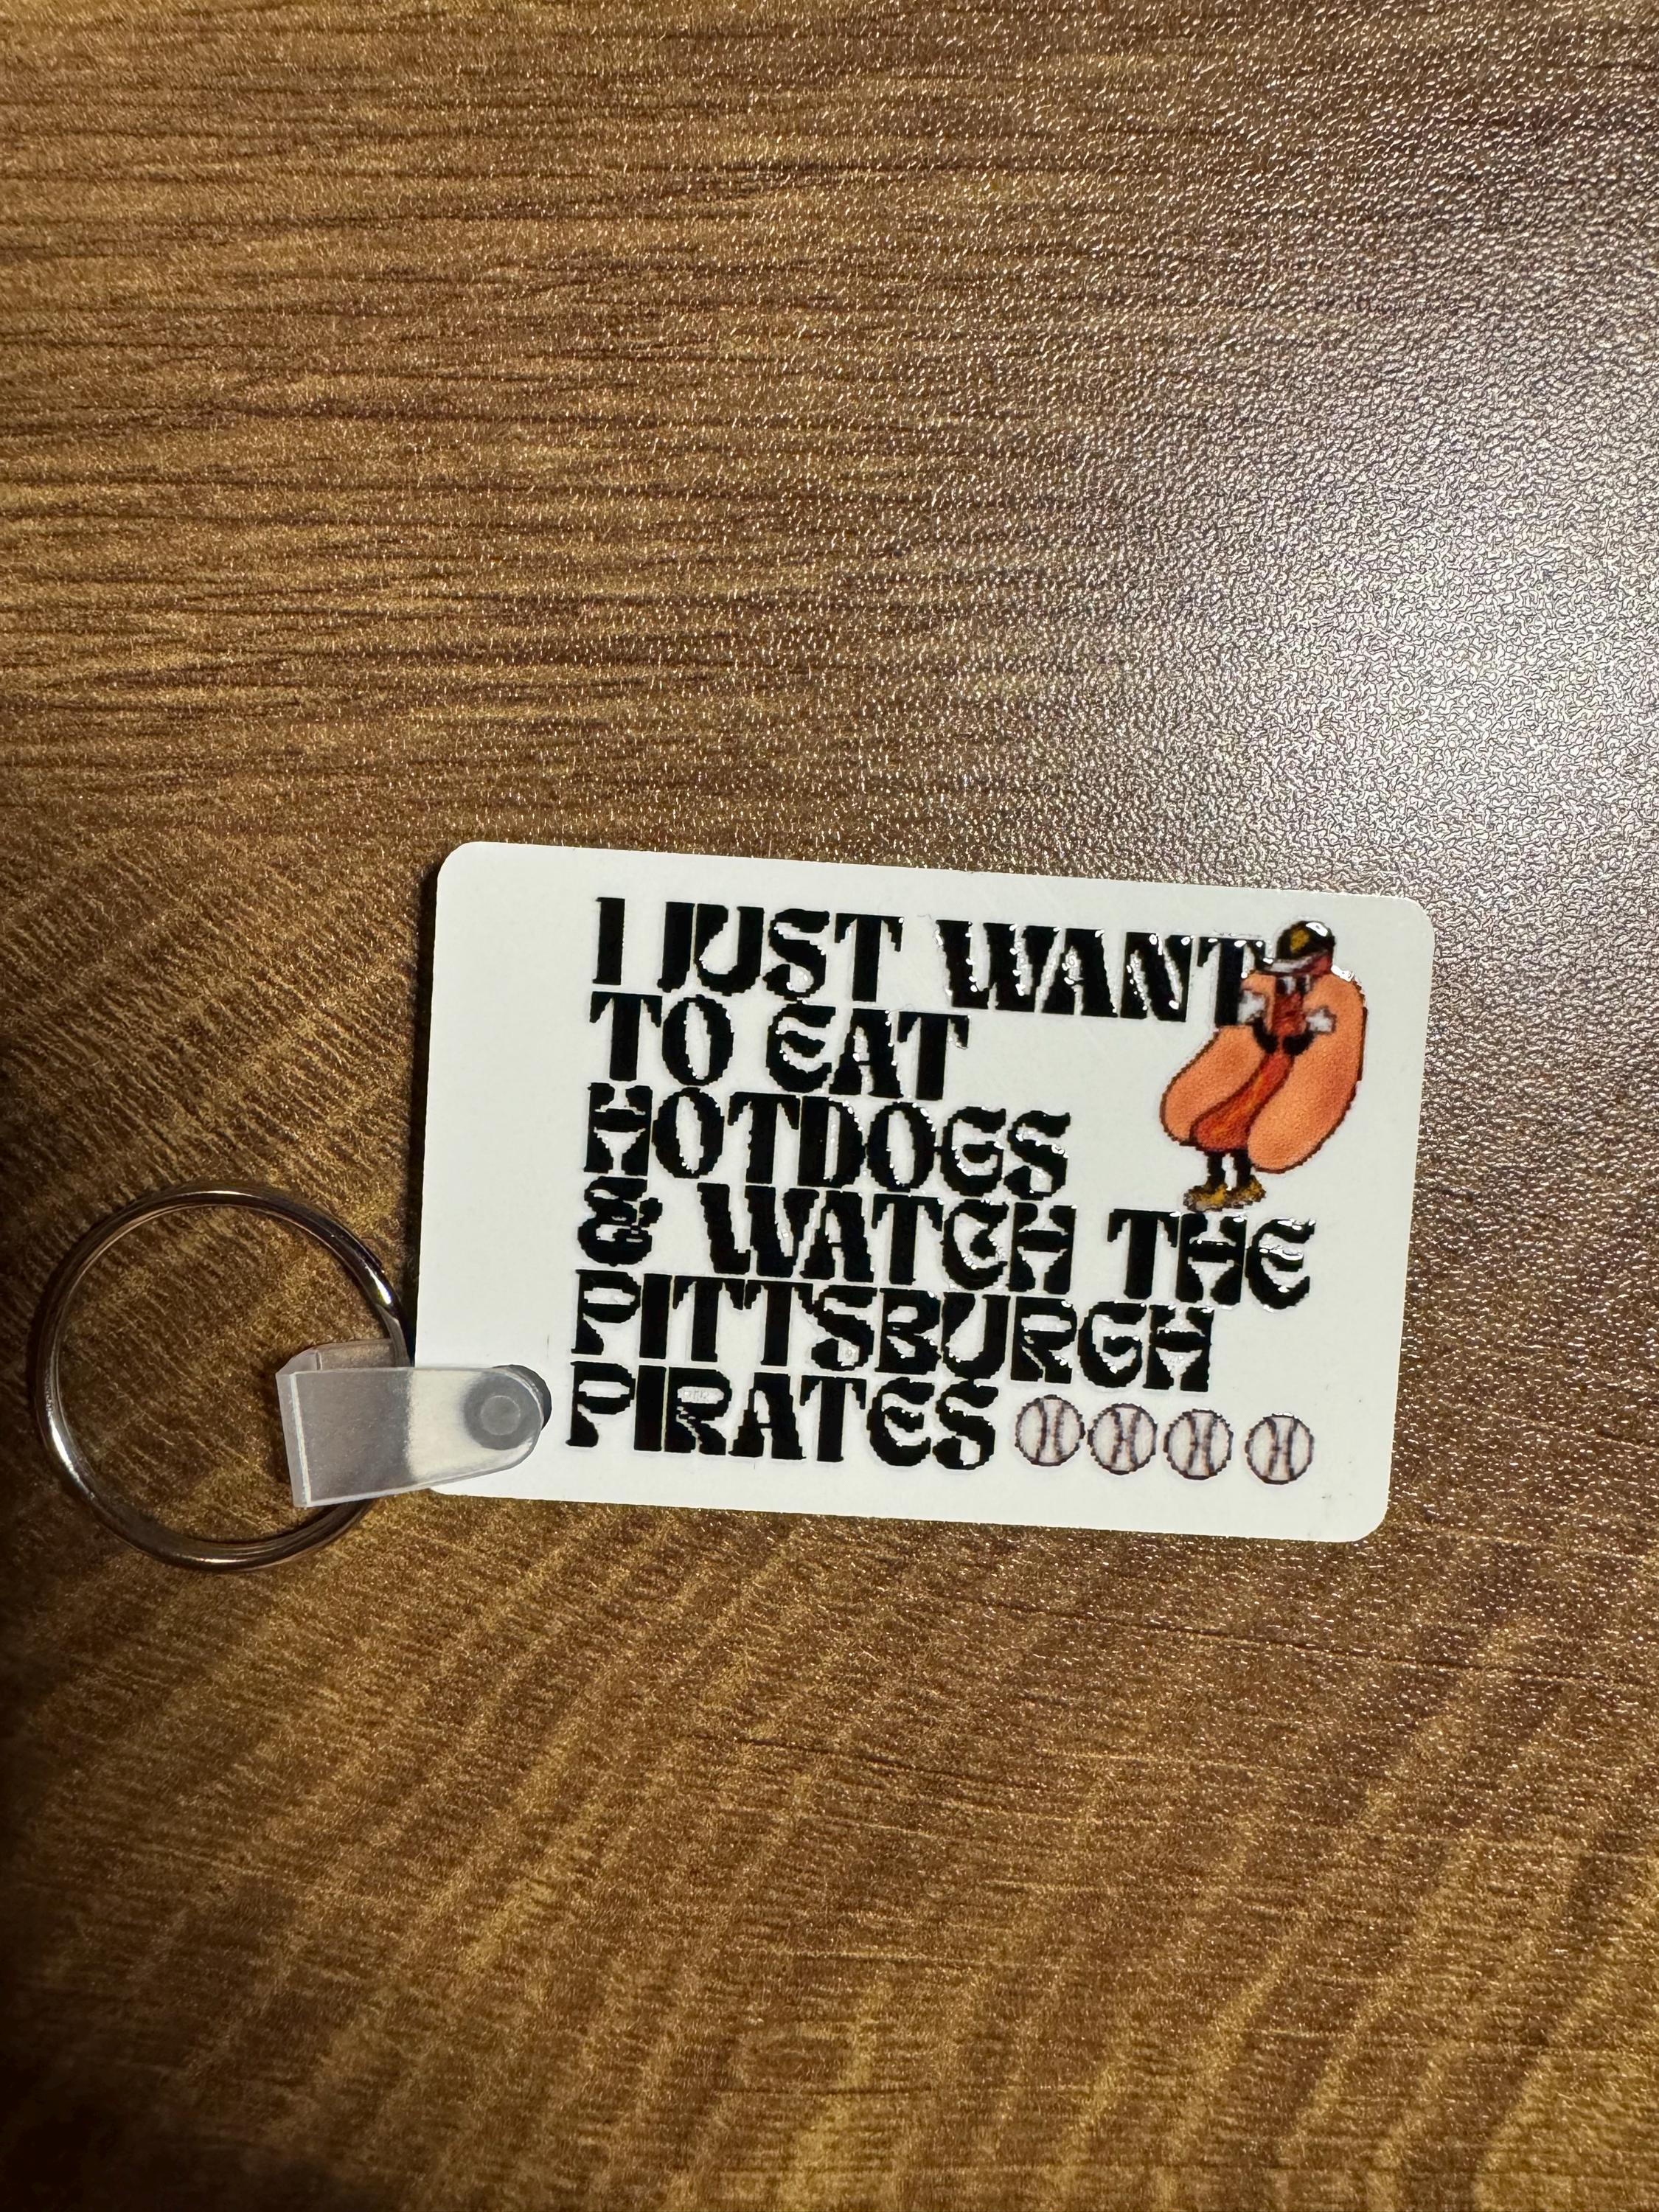 I JUST WANT
TO EAT
HOTDOGS
& WATCH THE
PITTSBURGH
PIRATES